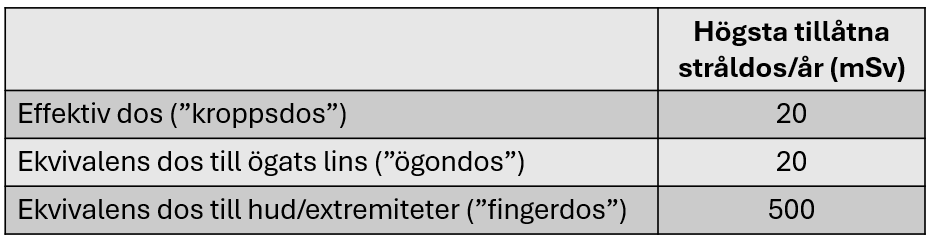 Högsta tillåtna
stråldos/år (mSv)
Effektiv dos (”kroppsdos”) 20
Ekvivalens dos till ögats lins (”ögondos”) 20
Ekvivalens dos till hud/extremiteter (”fingerdos”) 500